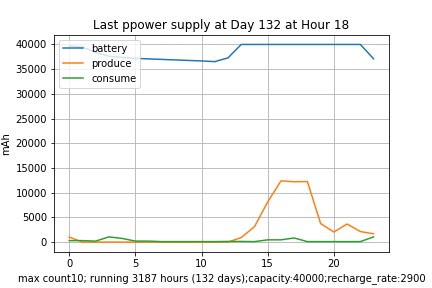 Last ppower supply at Day 132 at Hour 18
40000
35000
30000
25000
20000
15000
10000
5000
0
mAh
battery
produce
consume
0 5 10 15 20
max count10; running 3187 hours (132 days);capacity:40000;recharge_rate:2900